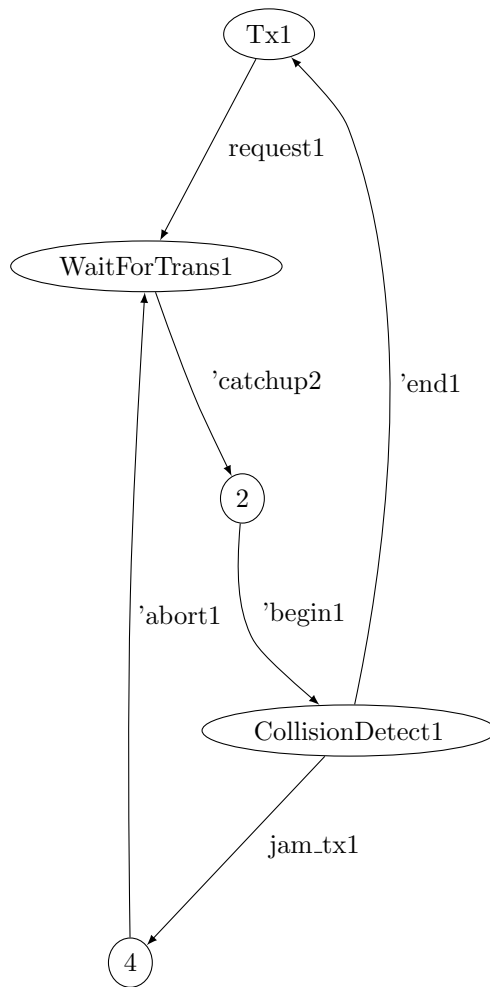 Tx1
request1
WaitForTrans1
'catchup2
'end1
2
'abort1
'begin1
CollisionDetect1
jam_tx1
4